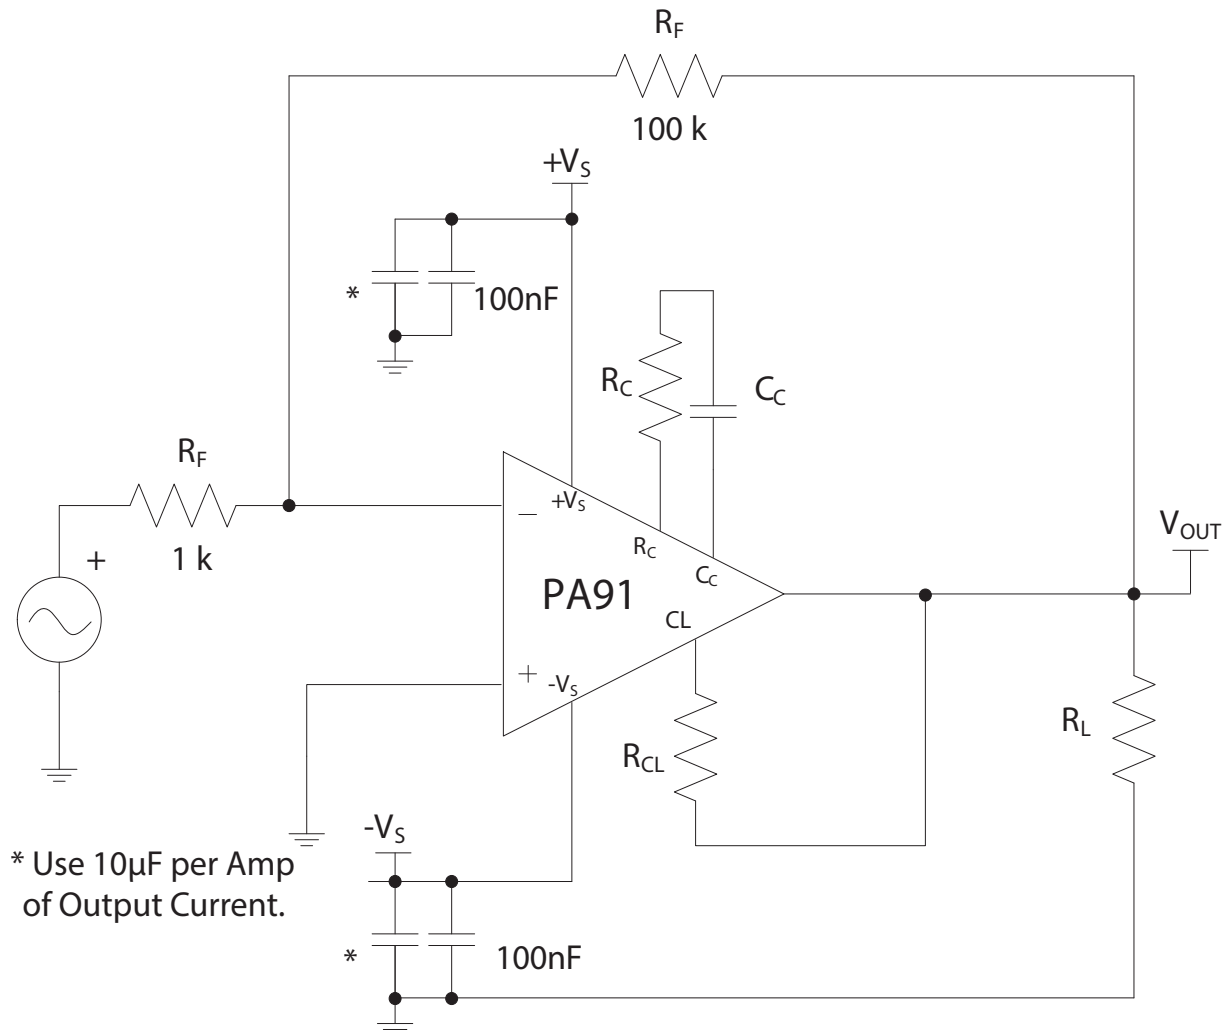 R_F
100 k
+V_S
*
100nF
R_C
C_C
R_F
1 k
+
−
+V_S
R_C
C_C
PA91
CL
+
-V_S
V_OUT
R_CL
R_L
-V_S
* Use 10µF per Amp
of Output Current.
*
100nF